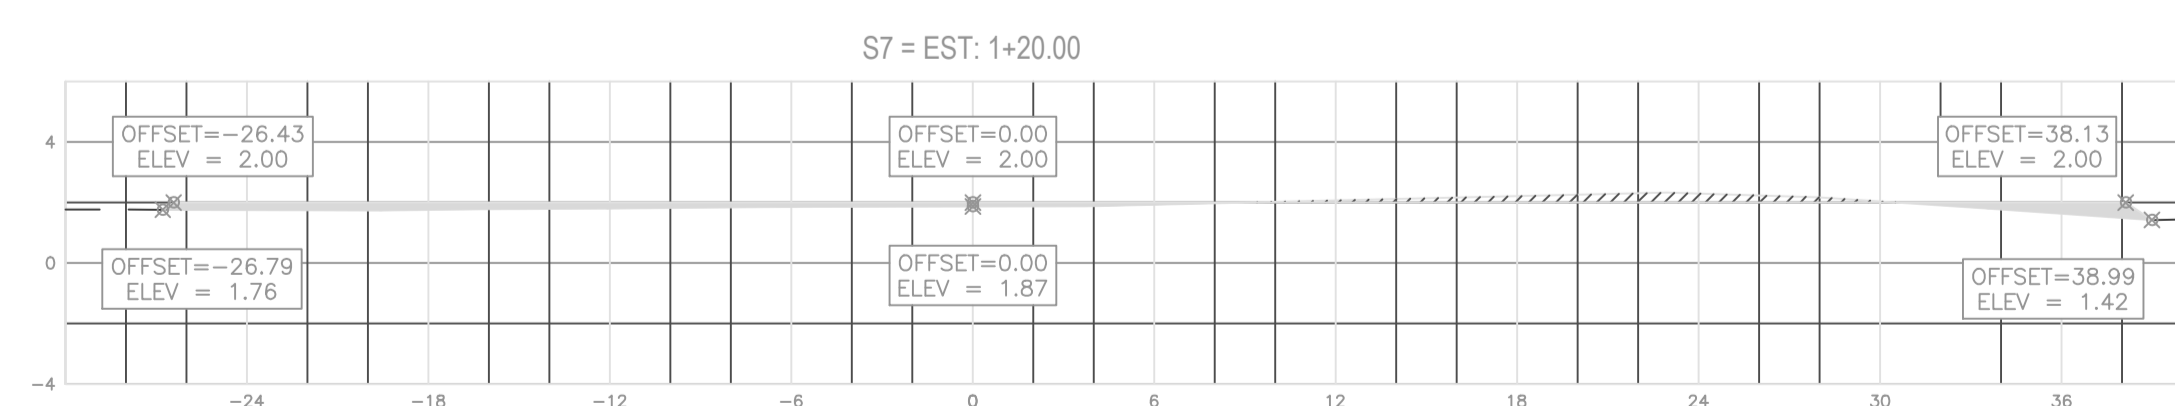 S7 = EST: 1+20.00
OFFSET=-26.43
ELEV = 2.00
OFFSET=0.00
ELEV = 2.00
OFFSET=38.13
ELEV = 2.00
4
0
-4
OFFSET=-26.79
ELEV = 1.76
OFFSET=0.00
ELEV = 1.87
OFFSET=38.99
ELEV = 1.42
-24 -18 -12 -6 0 6 12 18 24 30 36